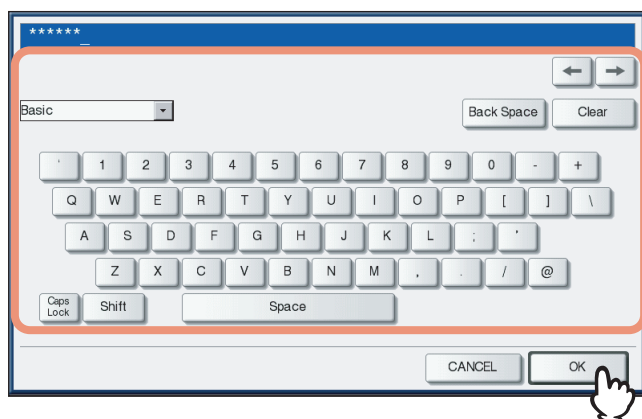 ******_
← →
Basic Back Space Clear
` 1 2 3 4 5 6 7 8 9 0 - +
Q W E R T Y U I O P [ ] \
A S D F G H J K L ; '
Z X C V B N M , . / @
Caps Lock Shift Space
CANCEL OK